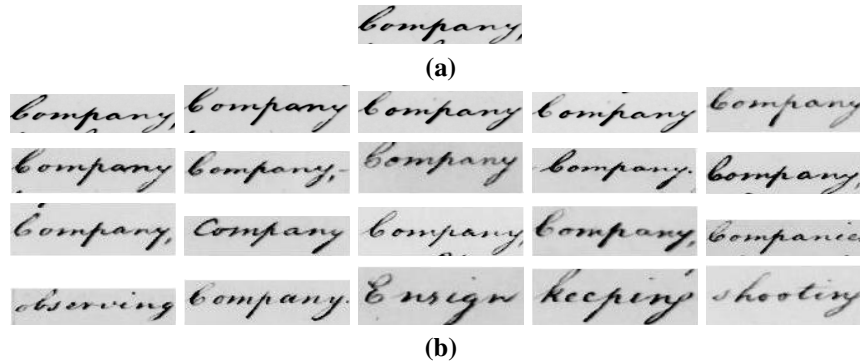 Company,
(a)
Company, Company Company Company Company
Company Company,- Company - Company. Company,
Company, Company Company, Company, Companie
observing Company. Ensign keeping shooting
(b)